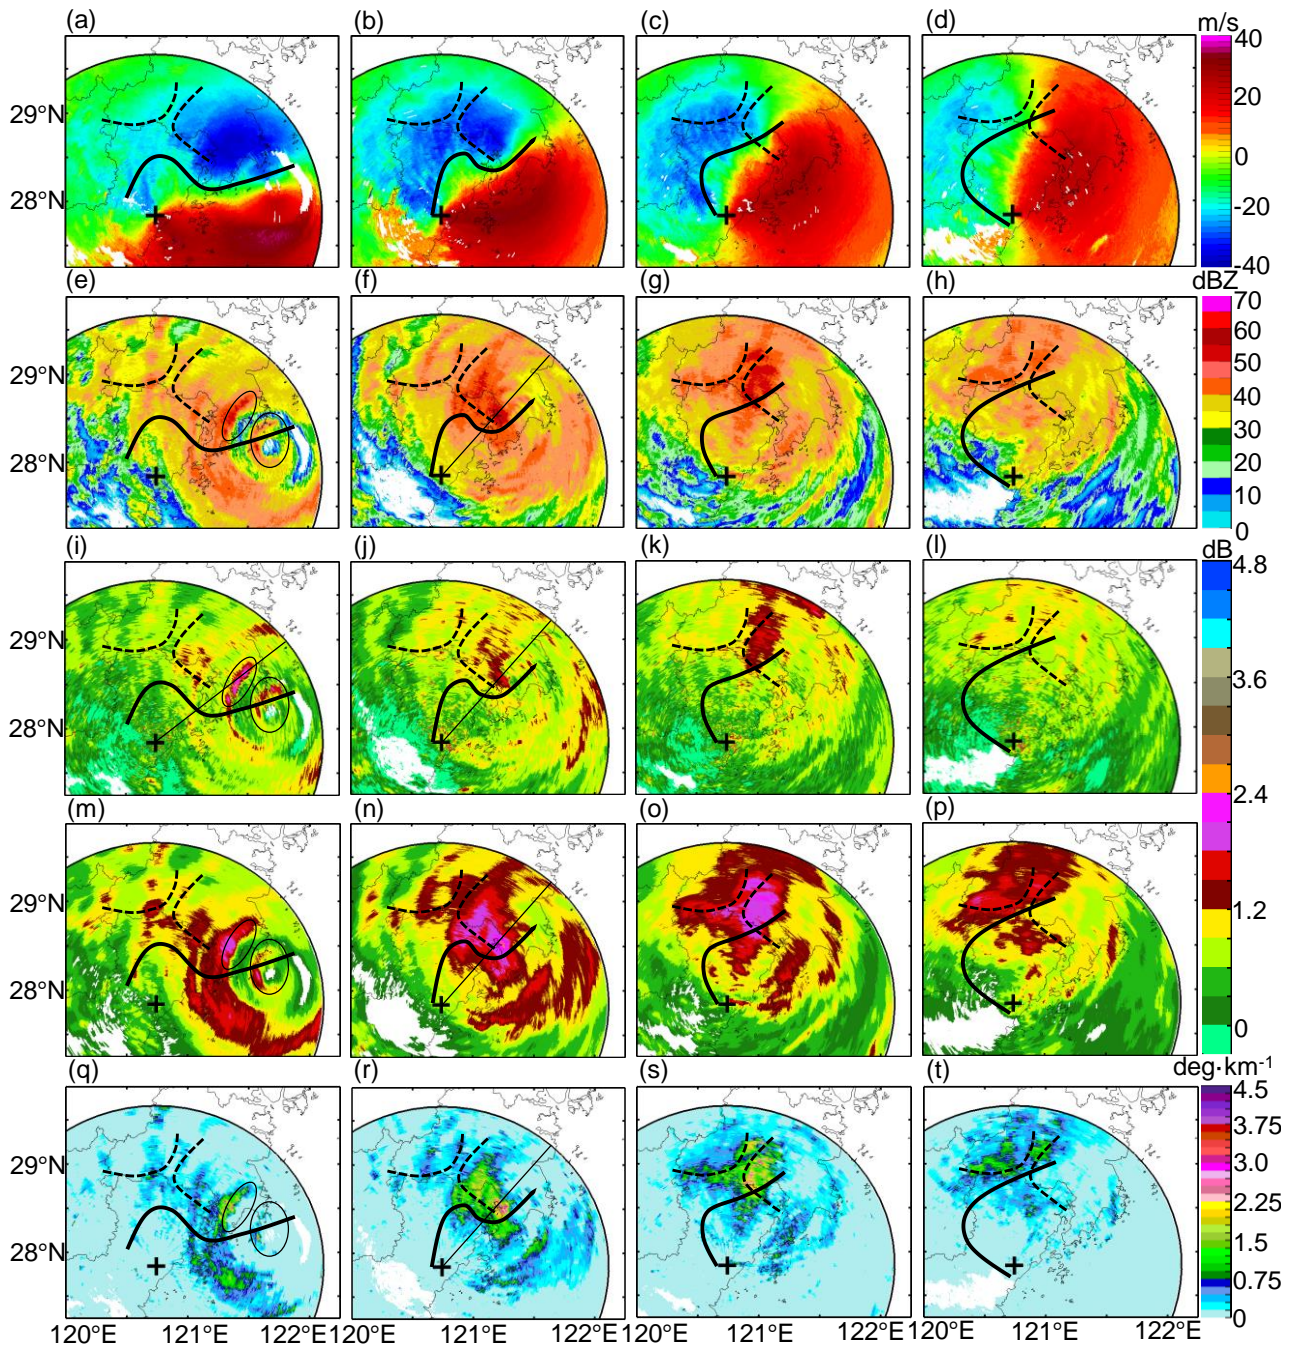 (a) (b) (c) (d) m/s
29°N
28°N
40
20
0
-20
-40
(e) (f) (g) (h) dBZ
29°N
28°N
70
60
50
40
30
20
10
0
(i) (j) (k) (l) dB
29°N
28°N
4.8
3.6
2.4
1.2
0
(m) (n) (o) (p)
29°N
28°N
(q) (r) (s) (t) deg·km-1
29°N
28°N
4.5
3.75
3.0
2.25
1.5
0.75
0
120°E 121°E 122°E 120°E 121°E 122°E 120°E 121°E 122°E 120°E 121°E 122°E